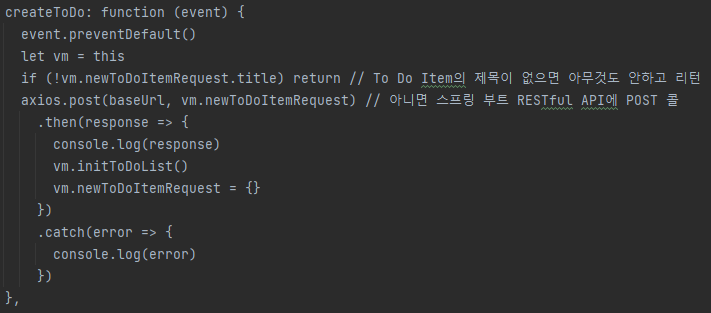 createToDo: function (event) {
  event.preventDefault()
  let vm = this
  if (!vm.newToDoItemRequest.title) return // To Do Item의 제목이 없으면 아무것도 안하고 리턴
  axios.post(baseUrl, vm.newToDoItemRequest) // 아니면 스프링 부트 RESTful API에 POST 콜
    .then(response => {
      console.log(response)
      vm.initToDoList()
      vm.newToDoItemRequest = {}
    })
    .catch(error => {
      console.log(error)
    })
},